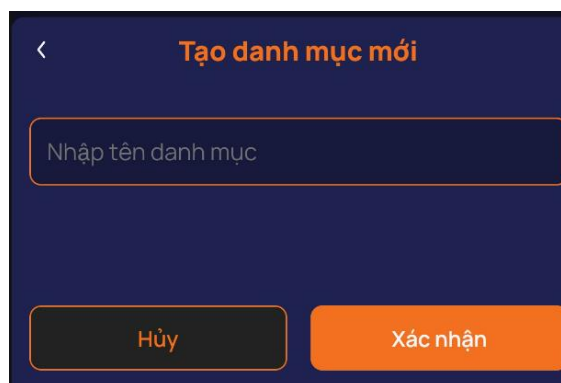 Tạo danh mục mới
Nhập tên danh mục
Hủy
Xác nhận